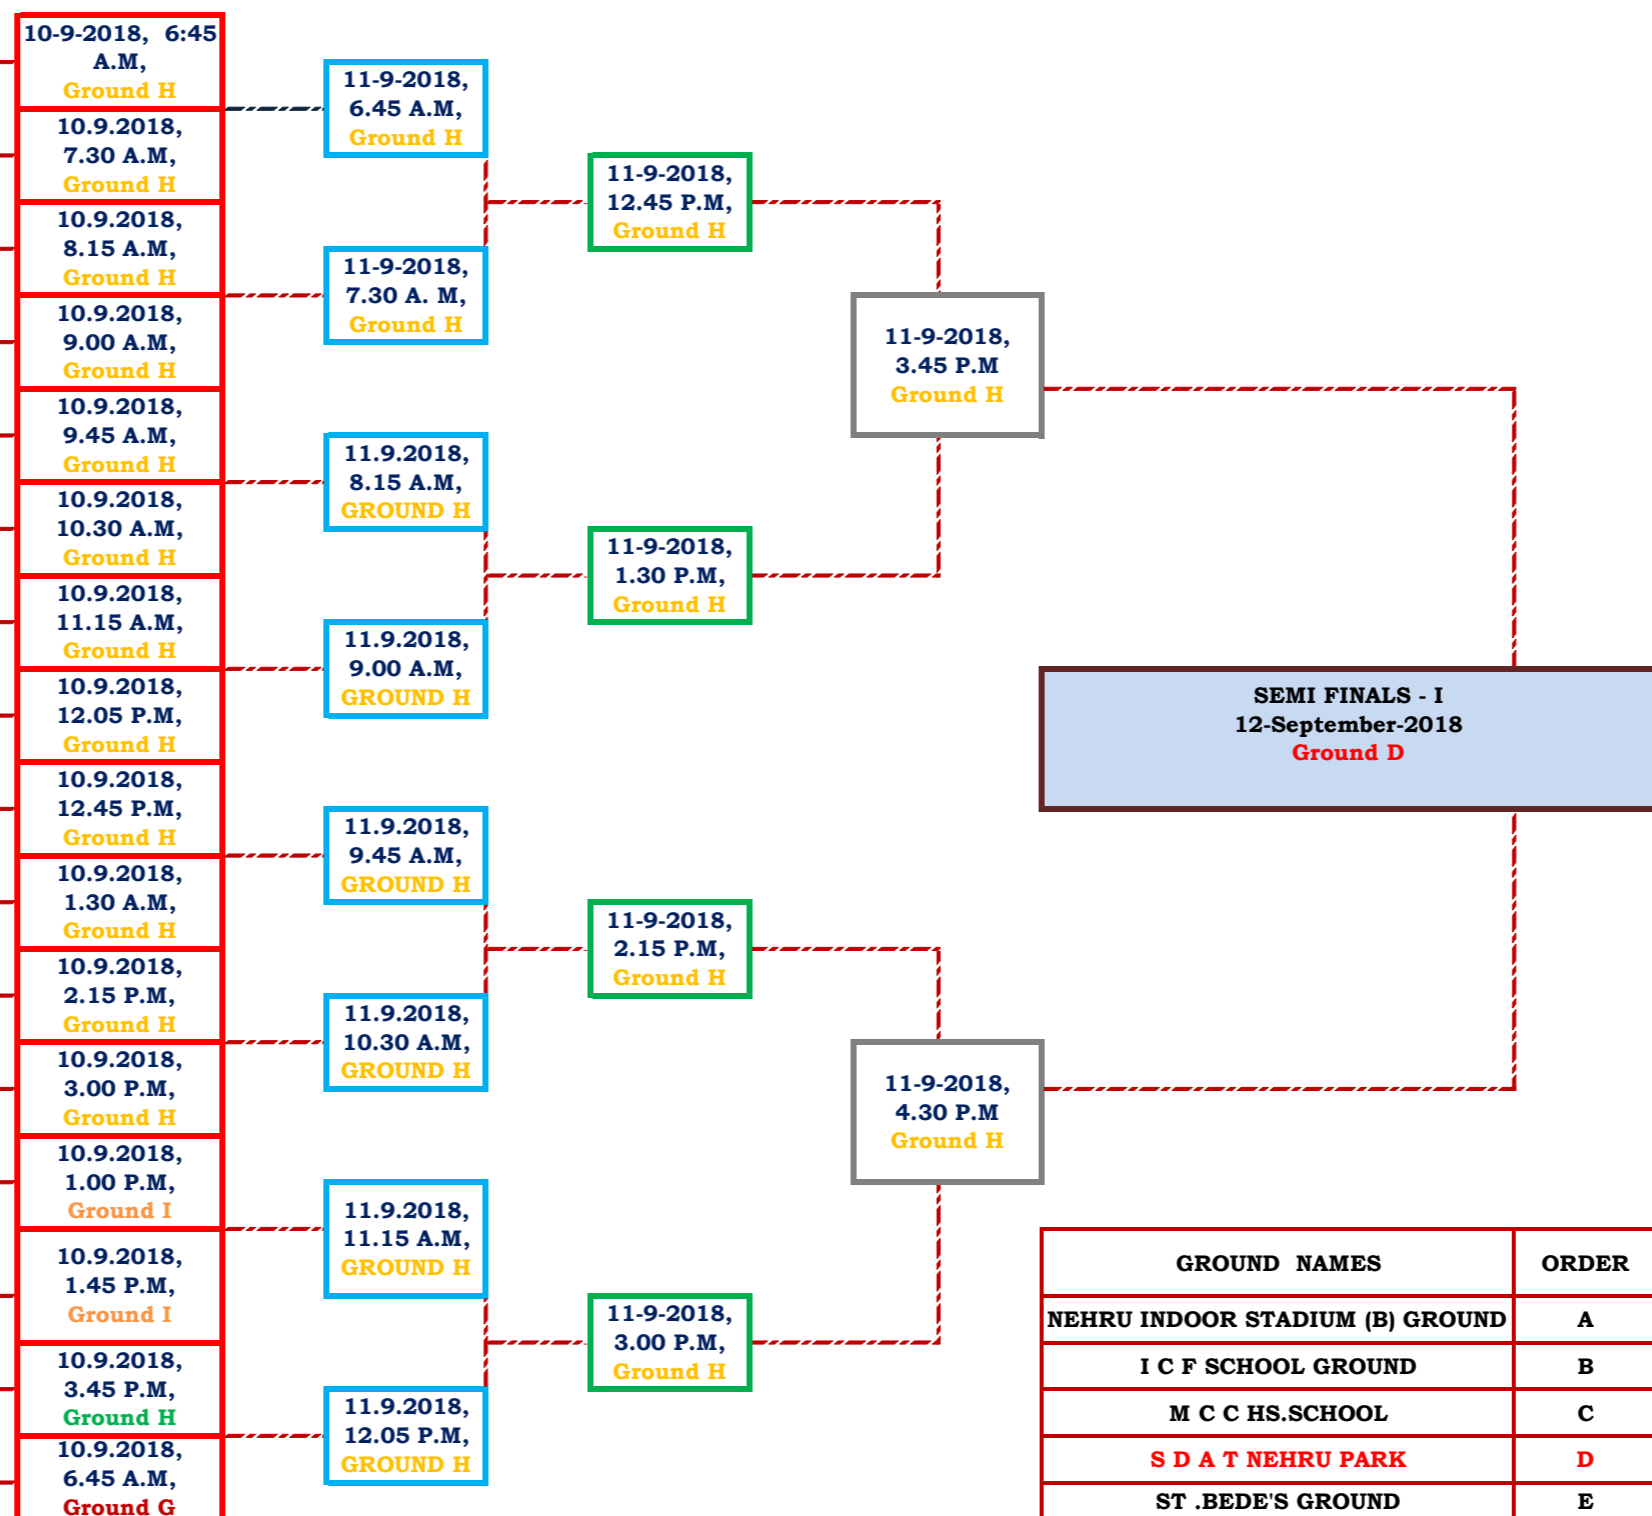 10-9-2018,  6:45
A.M,
Ground H
10.9.2018,
7.30 A.M,
Ground H
10.9.2018,
8.15 A.M,
Ground H
10.9.2018,
9.00 A.M,
Ground H
10.9.2018,
9.45 A.M,
Ground H
10.9.2018,
10.30 A.M,
Ground H
10.9.2018,
11.15 A.M,
Ground H
10.9.2018,
12.05 P.M,
Ground H
10.9.2018,
12.45 P.M,
Ground H
10.9.2018,
1.30 A.M,
Ground H
10.9.2018,
2.15 P.M,
Ground H
10.9.2018,
3.00 P.M,
Ground H
10.9.2018,
1.00 P.M,
Ground I
10.9.2018,
1.45 P.M,
Ground I
10.9.2018,
3.45 P.M,
Ground H
10.9.2018,
6.45 A.M,
Ground G
11-9-2018,
6.45 A.M,
Ground H
11-9-2018,
7.30 A. M,
Ground H
11.9.2018,
8.15 A.M,
GROUND H
11.9.2018,
9.00 A.M,
GROUND H
11.9.2018,
9.45 A.M,
GROUND H
11.9.2018,
10.30 A.M,
GROUND H
11.9.2018,
11.15 A.M,
GROUND H
11.9.2018,
12.05 P.M,
GROUND H
11-9-2018,
12.45 P.M,
Ground H
11-9-2018,
1.30 P.M,
Ground H
11-9-2018,
2.15 P.M,
Ground H
11-9-2018,
3.00 P.M,
Ground H
11-9-2018,
3.45 P.M
Ground H
11-9-2018,
4.30 P.M
Ground H
SEMI FINALS - I
12-September-2018
Ground D
GROUND  NAMES ORDER
NEHRU INDOOR STADIUM (B) GROUND A
I C F SCHOOL GROUND B
M C C HS.SCHOOL C
S D A T NEHRU PARK D
ST .BEDE'S GROUND E